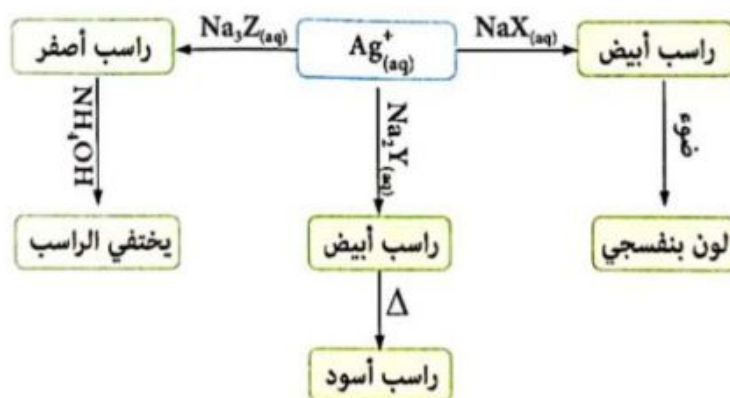 راسب أبيض
NaX(aq)
Ag⁺(aq)
Na₃Z(aq)
راسب أصفر
ضوء
Na₂Y(aq)
NH₄OH
لون بنفسجي
راسب أبيض
يختفي الراسب
Δ
راسب أسود